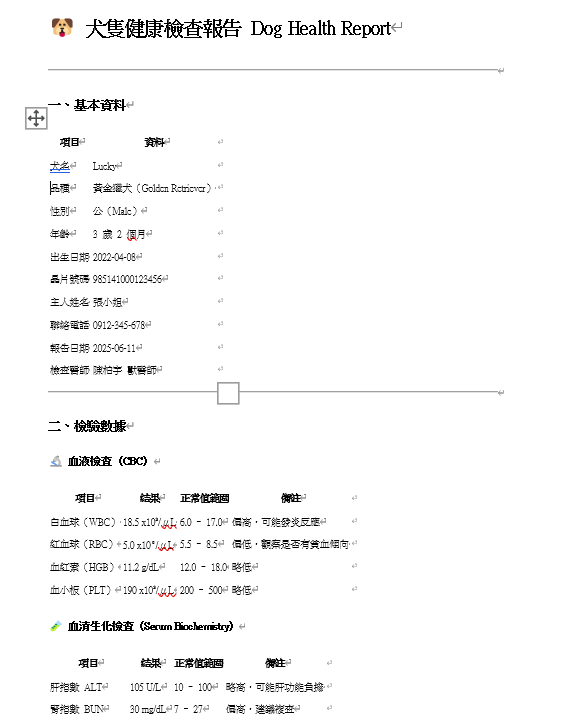 犬隻健康檢查報告 Dog Health Report
一、基本資料
項目 資料
犬名 Lucky
品種 黃金獵犬（Golden Retriever）
性別 公（Male）
年齡 3 歲 2 個月
出生日期 2022-04-08
晶片號碼 985141000123456
主人姓名 張小姐
聯絡電話 0912-345-678
報告日期 2025-06-11
檢查醫師 陳柏宇 獸醫師
二、檢驗數據
血液檢查（CBC）
項目 結果 正常值範圍 備註
白血球（WBC） 18.5 x10³/μL 6.0 – 17.0 偏高，可能發炎反應
紅血球（RBC） 5.0 x10⁶/μL 5.5 – 8.5 偏低，觀察是否有貧血傾向
血紅素（HGB） 11.2 g/dL 12.0 – 18.0 略低
血小板（PLT） 190 x10³/μL 200 – 500 略低
血清生化檢查（Serum Biochemistry）
項目 結果 正常值範圍 備註
肝指數 ALT 105 U/L 10 – 100 略高，可能肝功能負擔
腎指數 BUN 30 mg/dL 7 – 27 偏高，建議複查